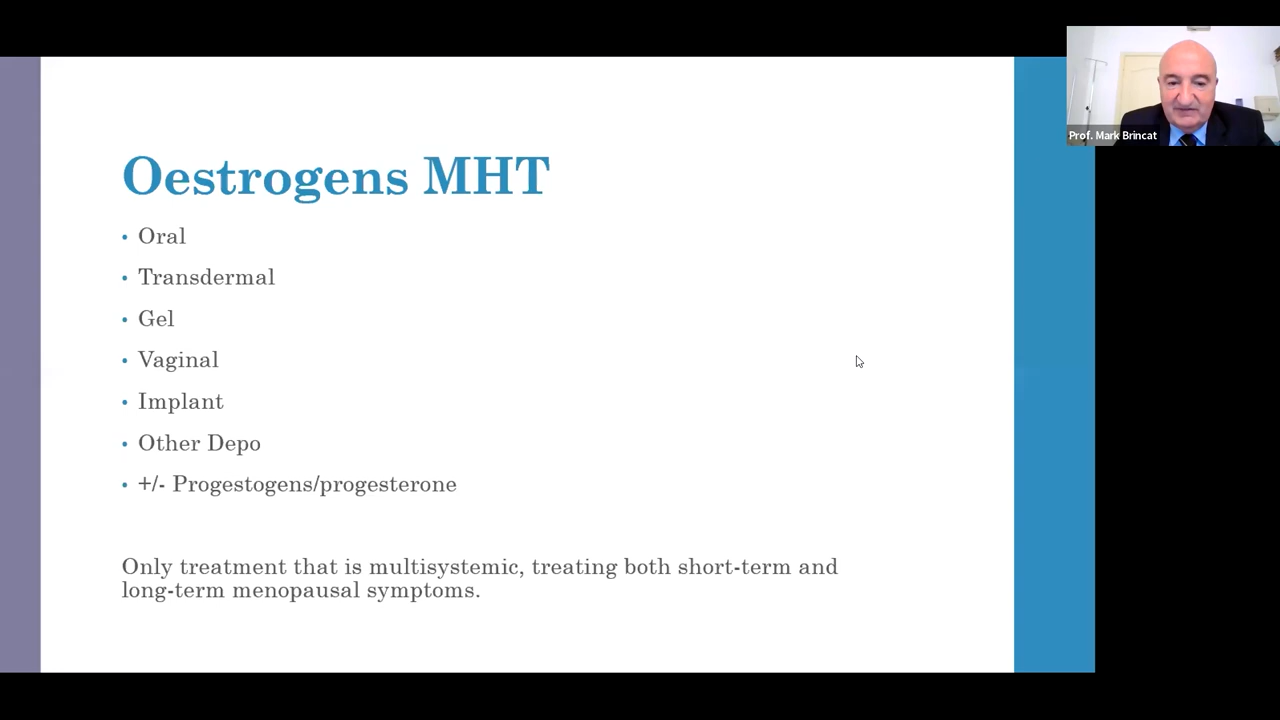 Prof. Mark Brincat
Oestrogens MHT
• Oral
• Transdermal
• Gel
• Vaginal
• Implant
• Other Depo
• +/- Progestogens/progesterone
Only treatment that is multisystemic, treating both short-term and
long-term menopausal symptoms.